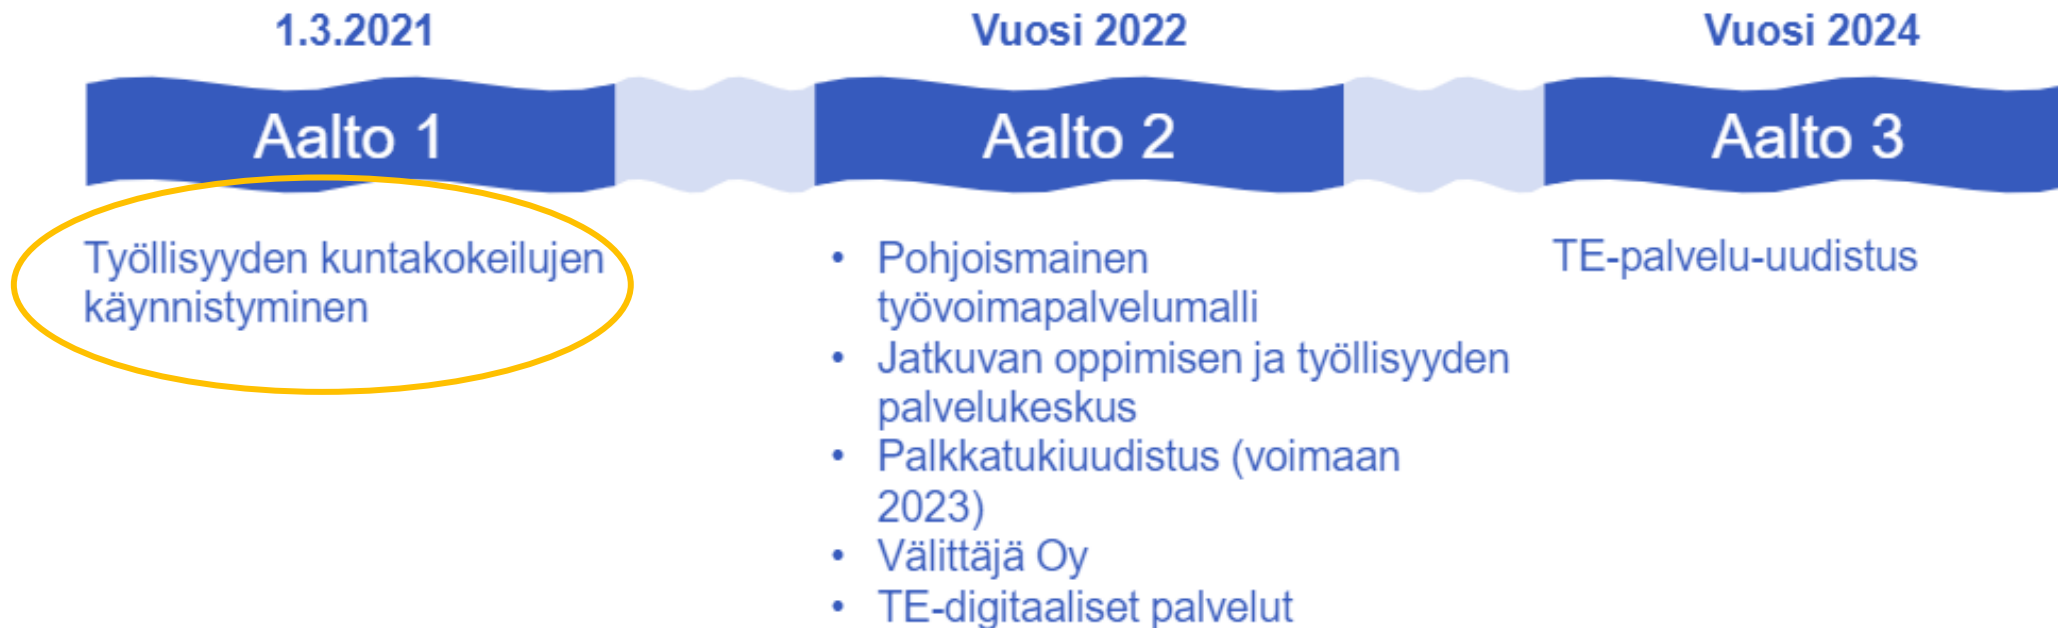 1.3.2021
Aalto 1
Työllisyyden kuntakokeilujen
käynnistyminen
Vuosi 2022
Aalto 2
• Pohjoismainen
työvoimapalvelumalli
• Jatkuvan oppimisen ja työllisyyden
palvelukeskus
• Palkkatukiuudistus (voimaan
2023)
• Välittäjä Oy
• TE-digitaaliset palvelut
Vuosi 2024
Aalto 3
TE-palvelu-uudistus